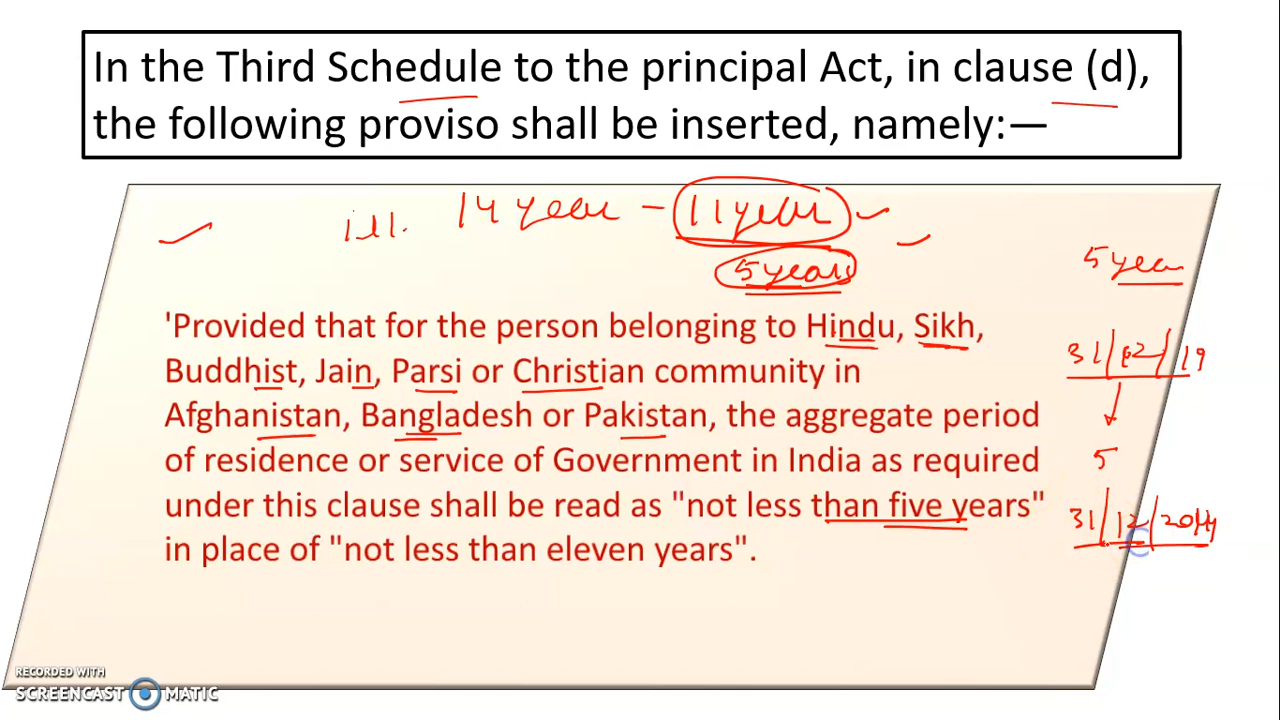 In the Third Schedule to the principal Act, in clause (d),
the following proviso shall be inserted, namely:—
ill. 14 year - 11 year
5 years
5 year
'Provided that for the person belonging to Hindu, Sikh,
Buddhist, Jain, Parsi or Christian community in
Afghanistan, Bangladesh or Pakistan, the aggregate period
of residence or service of Government in India as required
under this clause shall be read as "not less than five years"
in place of "not less than eleven years".
31/12/19
5
31/12/
RECORDED WITH
SCREENCAST MATIC